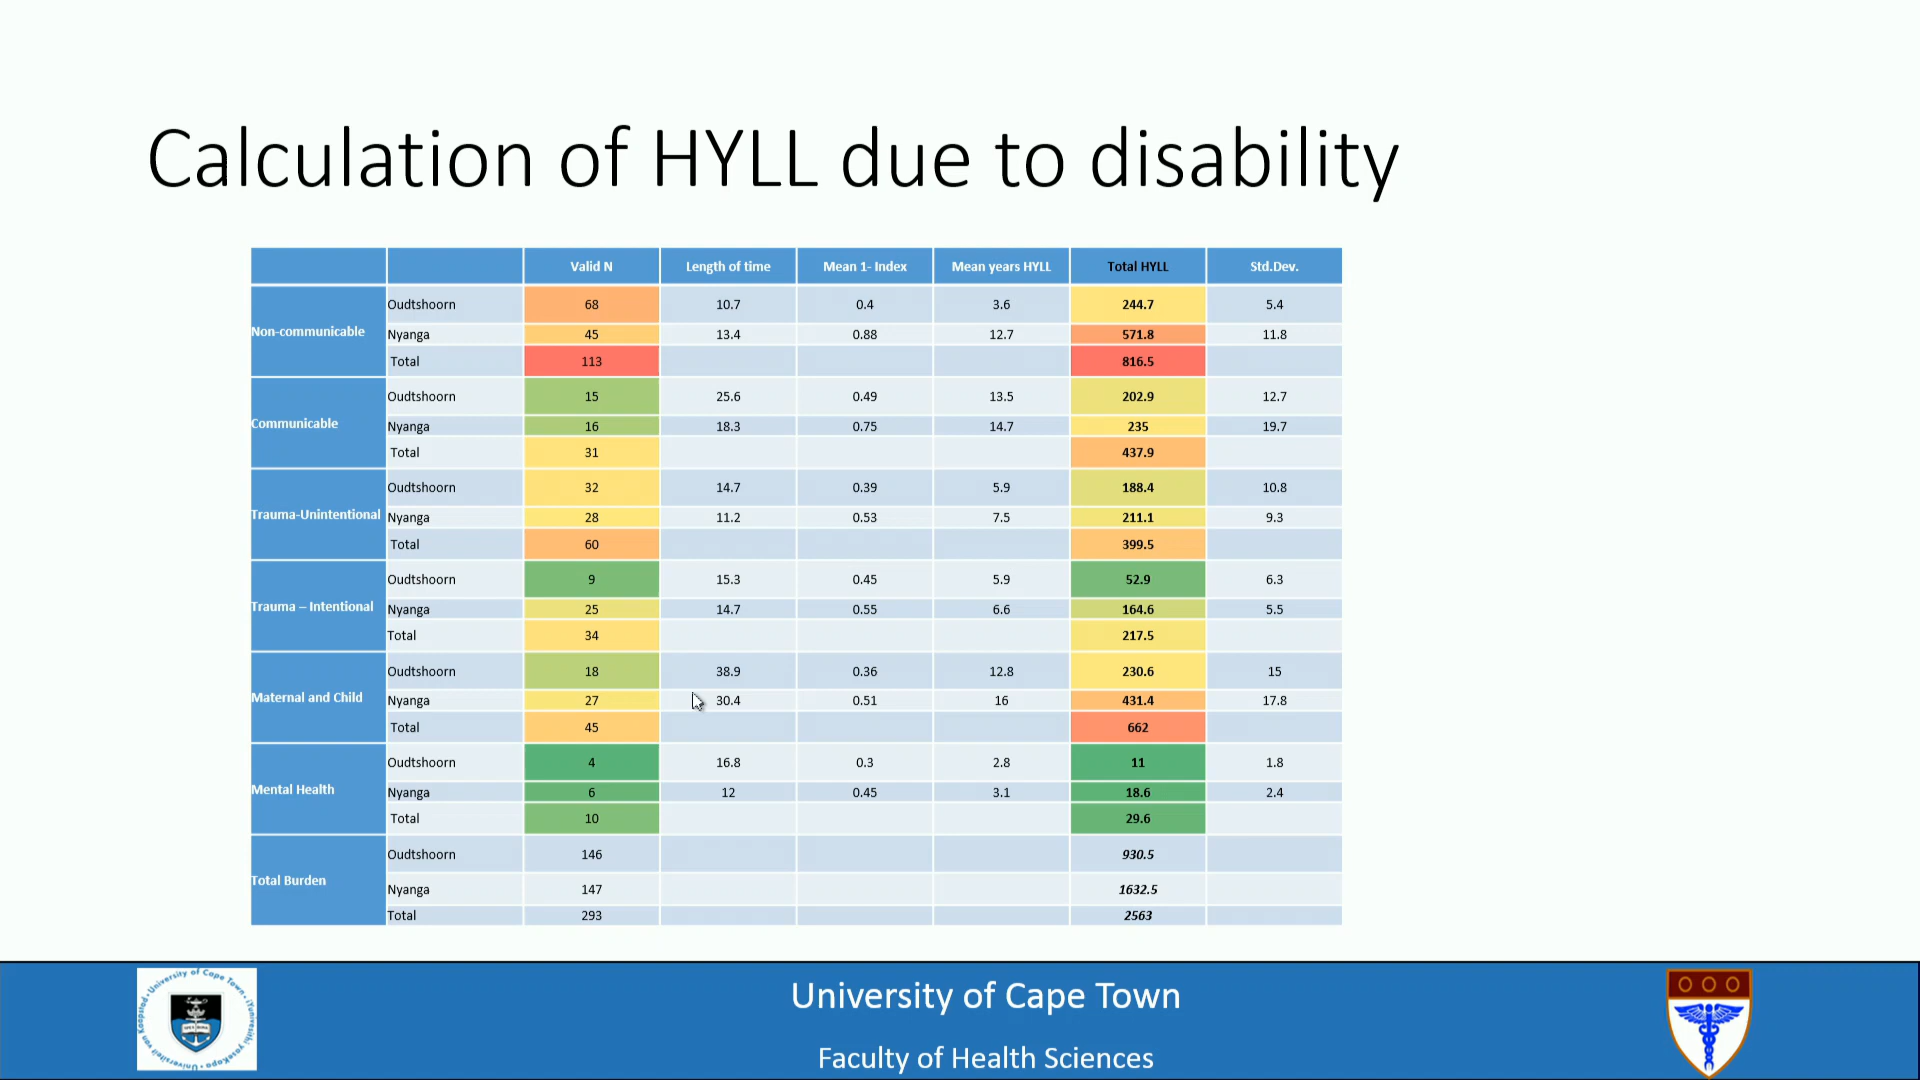 Calculation of HYLL due to disability
Valid N Length of time Mean 1- Index Mean years HYLL Total HYLL Std.Dev.
Non-communicable
Oudtshoorn 68 10.7 0.4 3.6 244.7 5.4
Nyanga 45 13.4 0.88 12.7 571.8 11.8
Total 113 816.5
Communicable
Oudtshoorn 15 25.6 0.49 13.5 202.9 12.7
Nyanga 16 18.3 0.75 14.7 235 19.7
Total 31 437.9
Trauma-Unintentional
Oudtshoorn 32 14.7 0.39 5.9 188.4 10.8
Nyanga 28 11.2 0.53 7.5 211.1 9.3
Total 60 399.5
Trauma – Intentional
Oudtshoorn 9 15.3 0.45 5.9 52.9 6.3
Nyanga 25 14.7 0.55 6.6 164.6 5.5
Total 34 217.5
Maternal and Child
Oudtshoorn 18 38.9 0.36 12.8 230.6 15
Nyanga 27 30.4 0.51 16 431.4 17.8
Total 45 662
Mental Health
Oudtshoorn 4 16.8 0.3 2.8 11 1.8
Nyanga 6 12 0.45 3.1 18.6 2.4
Total 10 29.6
Total Burden
Oudtshoorn 146 930.5
Nyanga 147 1632.5
Total 293 2563
University of Cape Town
Faculty of Health Sciences
University of Cape Town